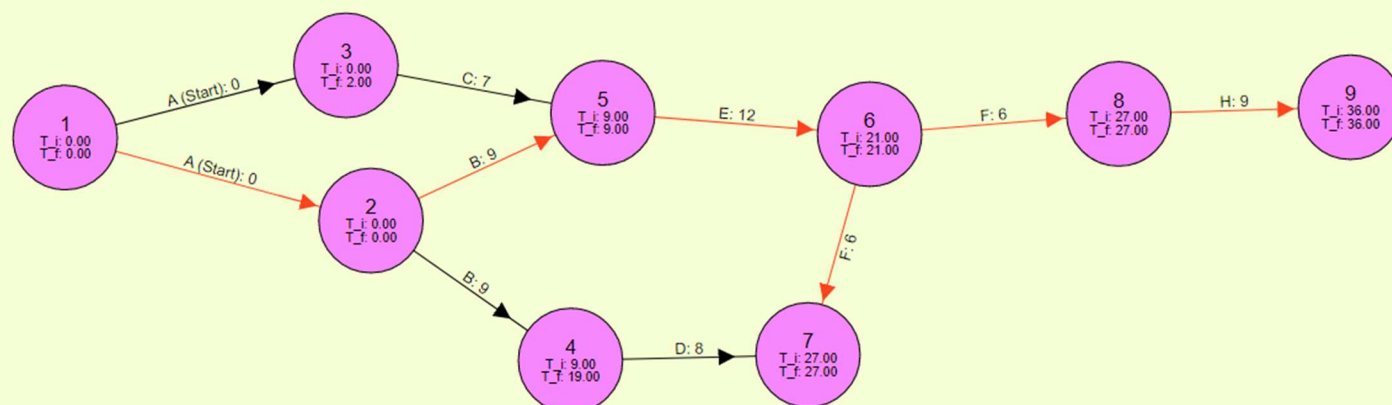 1
T_i: 0.00
T_f: 0.00
A (Start): 0
3
T_i: 0.00
T_f: 2.00
C: 7
5
T_i: 9.00
T_f: 9.00
E: 12
6
T_i: 21.00
T_f: 21.00
F: 6
8
T_i: 27.00
T_f: 27.00
H: 9
9
T_i: 36.00
T_f: 36.00
A (Start): 0
2
T_i: 0.00
T_f: 0.00
B: 9
B: 9
F: 6
4
T_i: 9.00
T_f: 19.00
D: 8
7
T_i: 27.00
T_f: 27.00